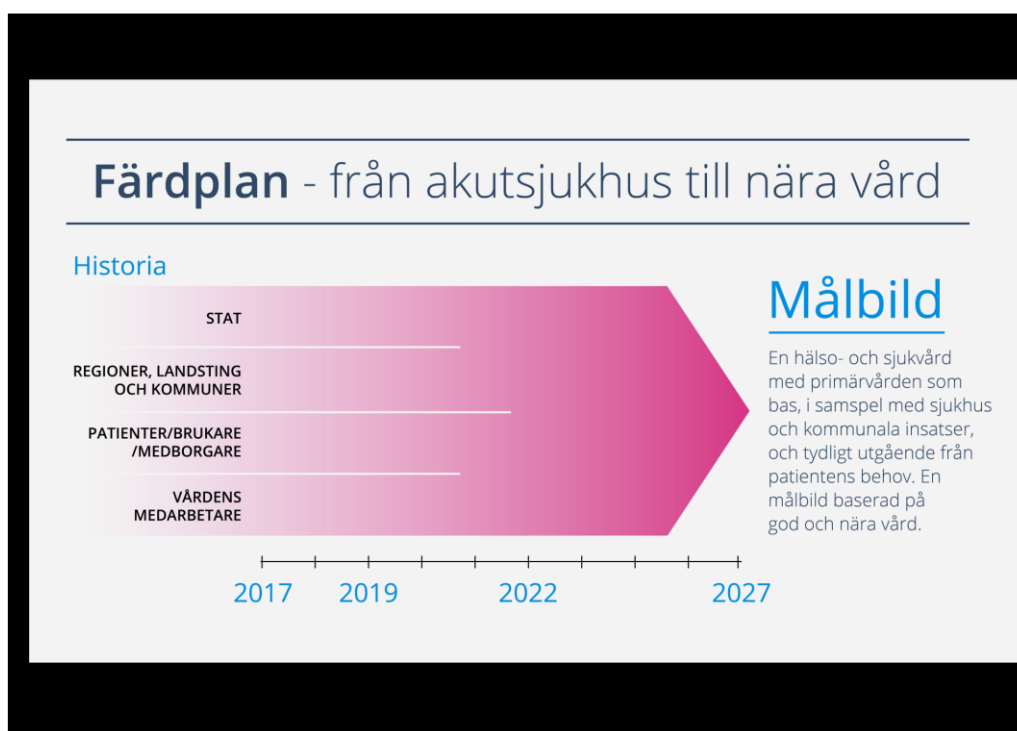 Färdplan - från akutsjukhus till nära vård
Historia
STAT
REGIONER, LANDSTING
OCH KOMMUNER
PATIENTER/BRUKARE
/MEDBORGARE
VÅRDENS
MEDARBETARE
2017 2019 2022 2027
Målbild
En hälso- och sjukvård
med primärvården som
bas, i samspel med sjukhus
och kommunala insatser,
och tydligt utgående från
patientens behov. En
målbild baserad på
god och nära vård.